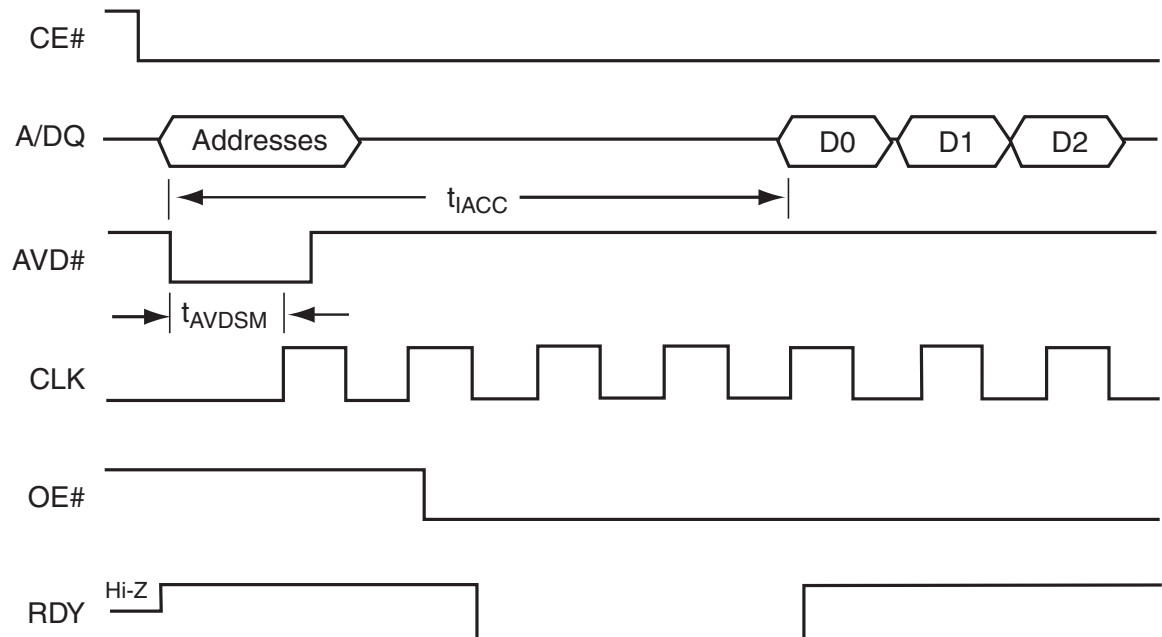 CE#
A/DQ Addresses D0 D1 D2
tIACC
AVD#
tAVDSM
CLK
OE#
Hi-Z
RDY